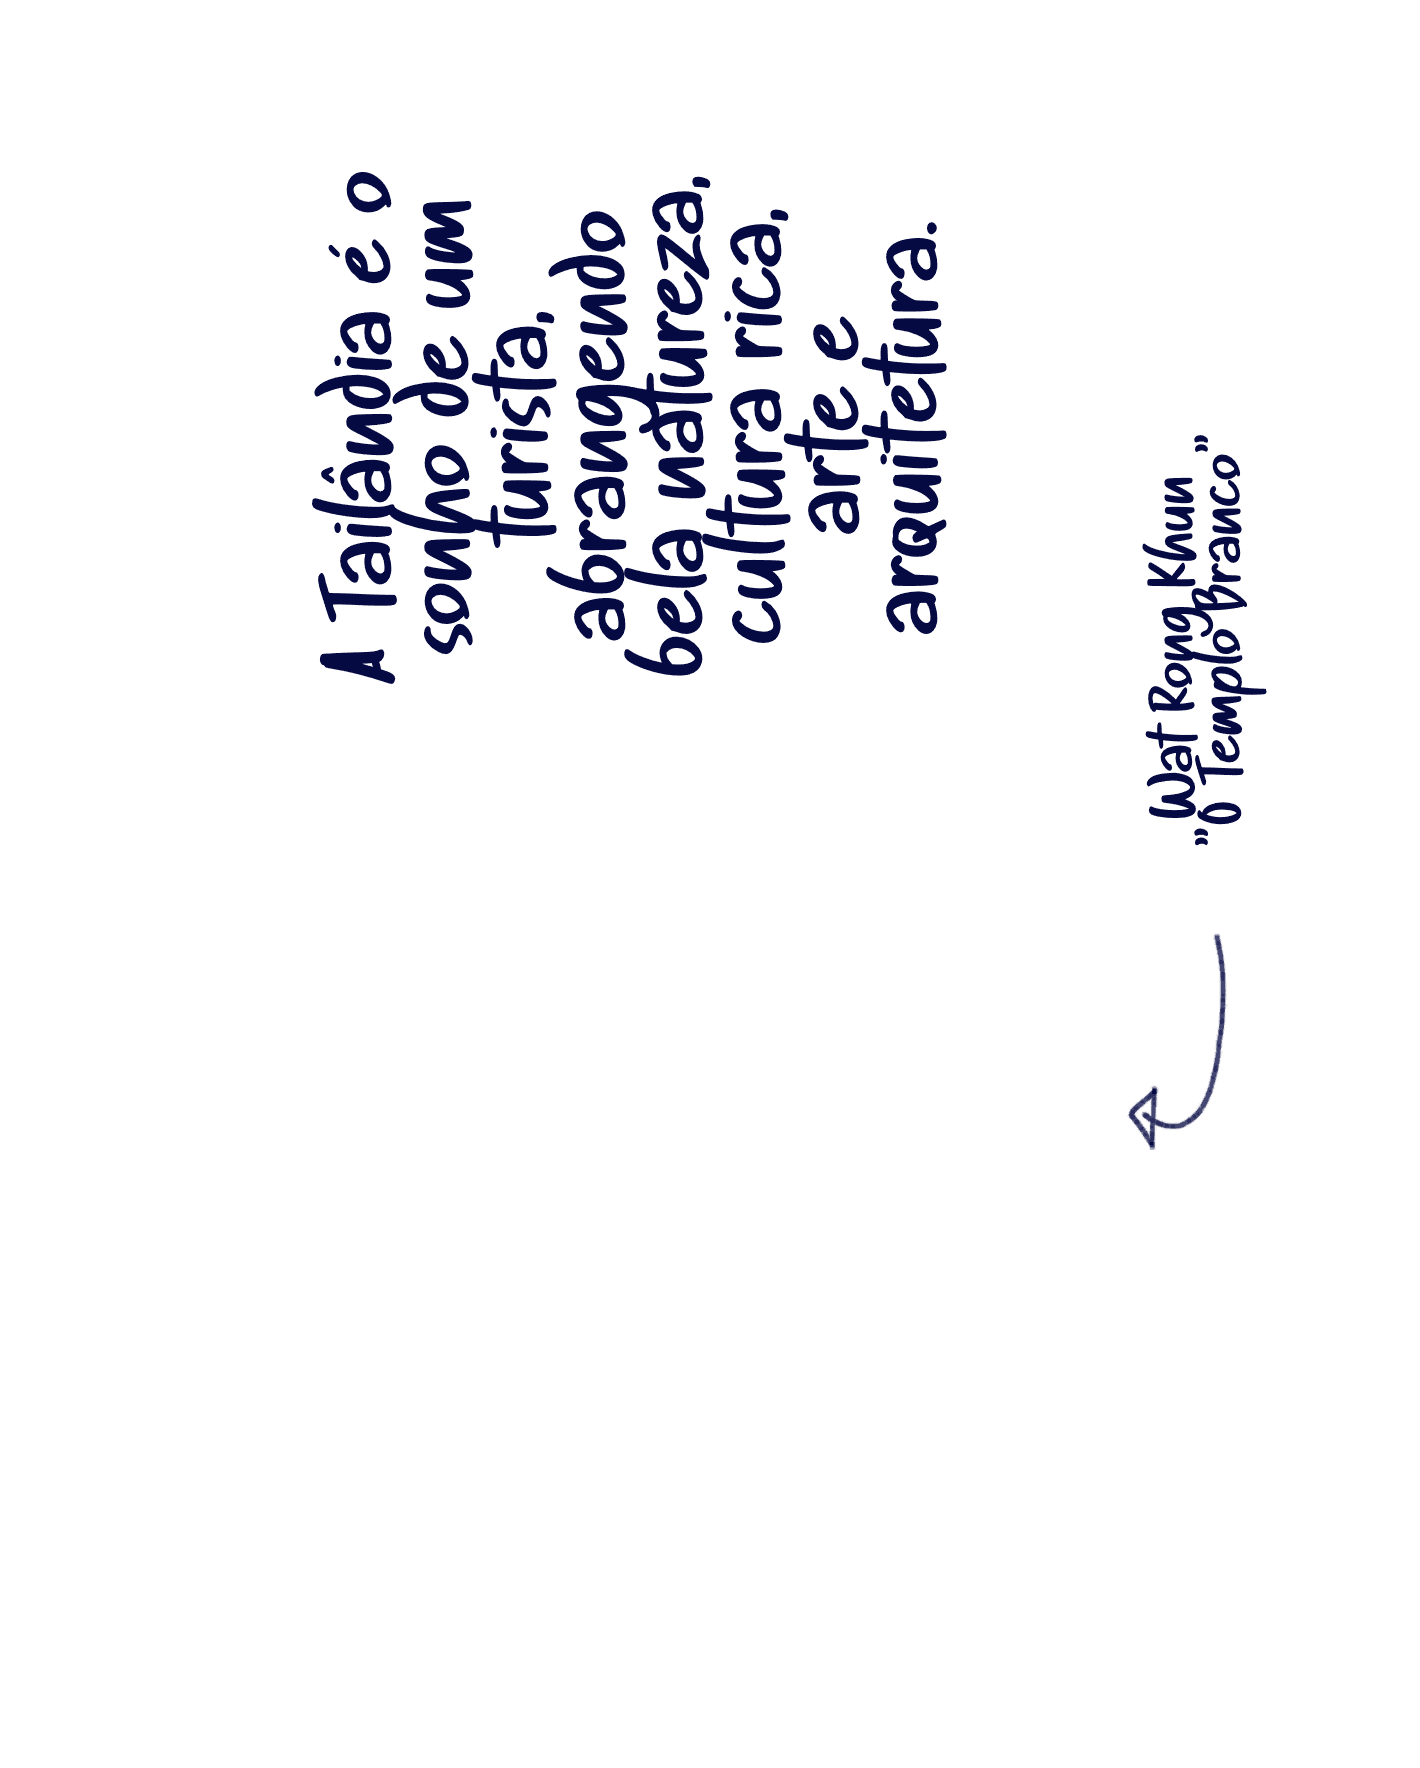 A Tailândia é o
sonho de um
turista,
abrangendo
bela natureza,
cultura rica,
arte e
arquitetura.
Wat Rong Khun
"O Templo Branco"